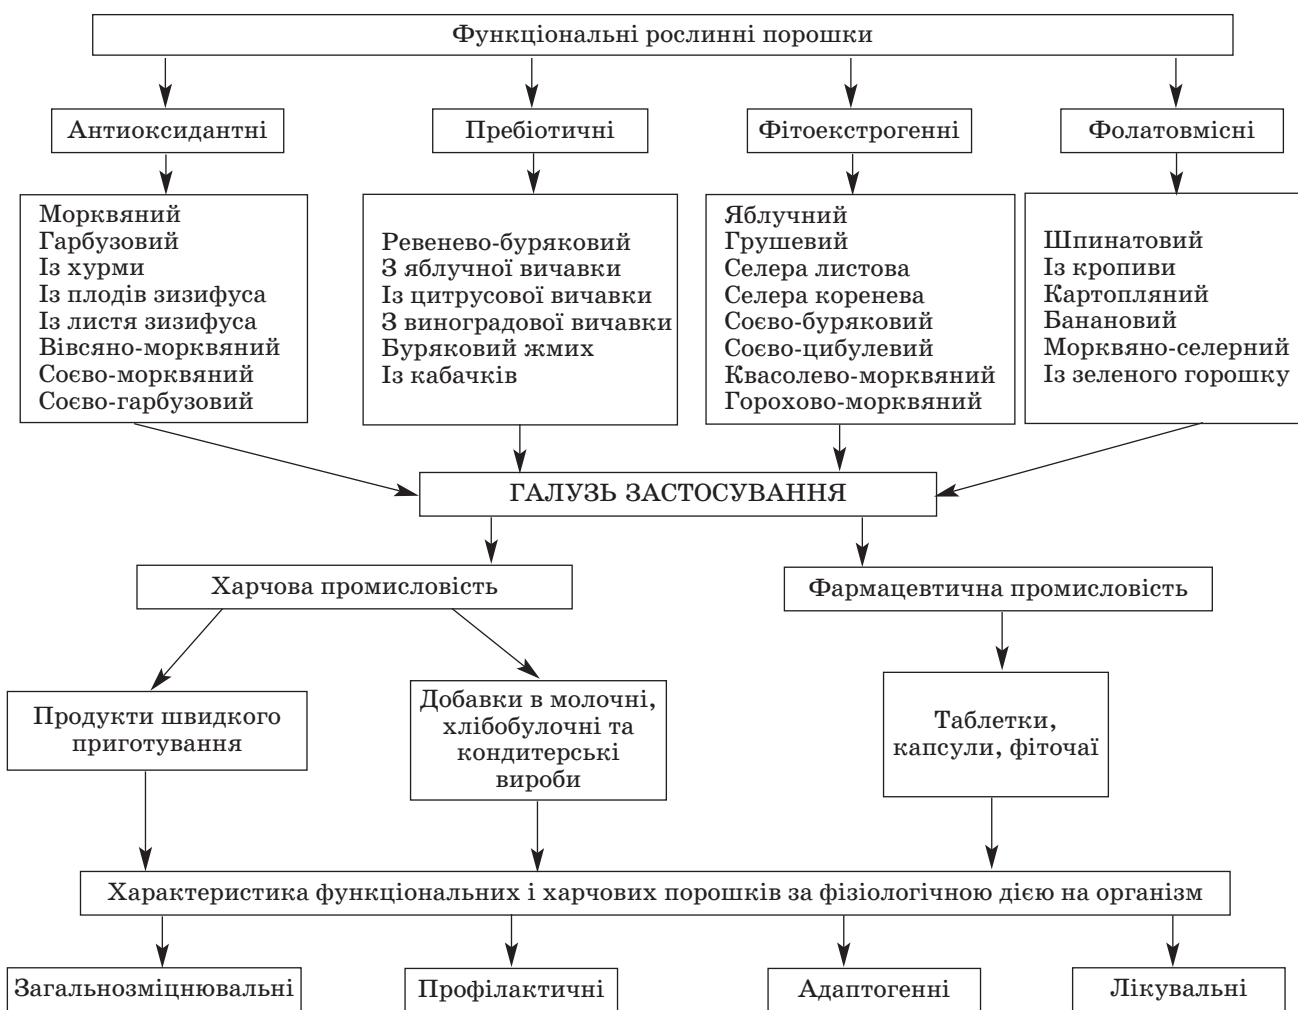 Функціональні рослинні порошки
Антиоксидантні
Пребіотичні
Фітоекстрогенні
Фолатовмісні
Морквяний
Гарбузовий
Із хурми
Із плодів зизифуса
Із листя зизифуса
Вівсяно-морквяний
Соєво-морквяний
Соєво-гарбузовий
Ревенево-буряковий
З яблучної вичавки
Із цитрусової вичавки
З виноградової вичавки
Буряковий жмих
Із кабачків
Яблучний
Грушевий
Селера листова
Селера коренева
Соєво-буряковий
Соєво-цибулевий
Квасолево-морквяний
Горохово-морквяний
Шпинатовий
Із кропиви
Картопляний
Банановий
Морквяно-селерний
Із зеленого горошку
ГАЛУЗЬ ЗАСТОСУВАННЯ
Харчова промисловість
Фармацевтична промисловість
Продукти швидкого
приготування
Добавки в молочні,
хлібобулочні та
кондитерські
вироби
Таблетки,
капсули, фіточаї
Характеристика функціональних і харчових порошків за фізіологічною дією на організм
Загальнозміцнювальні
Профілактичні
Адаптогенні
Лікувальні